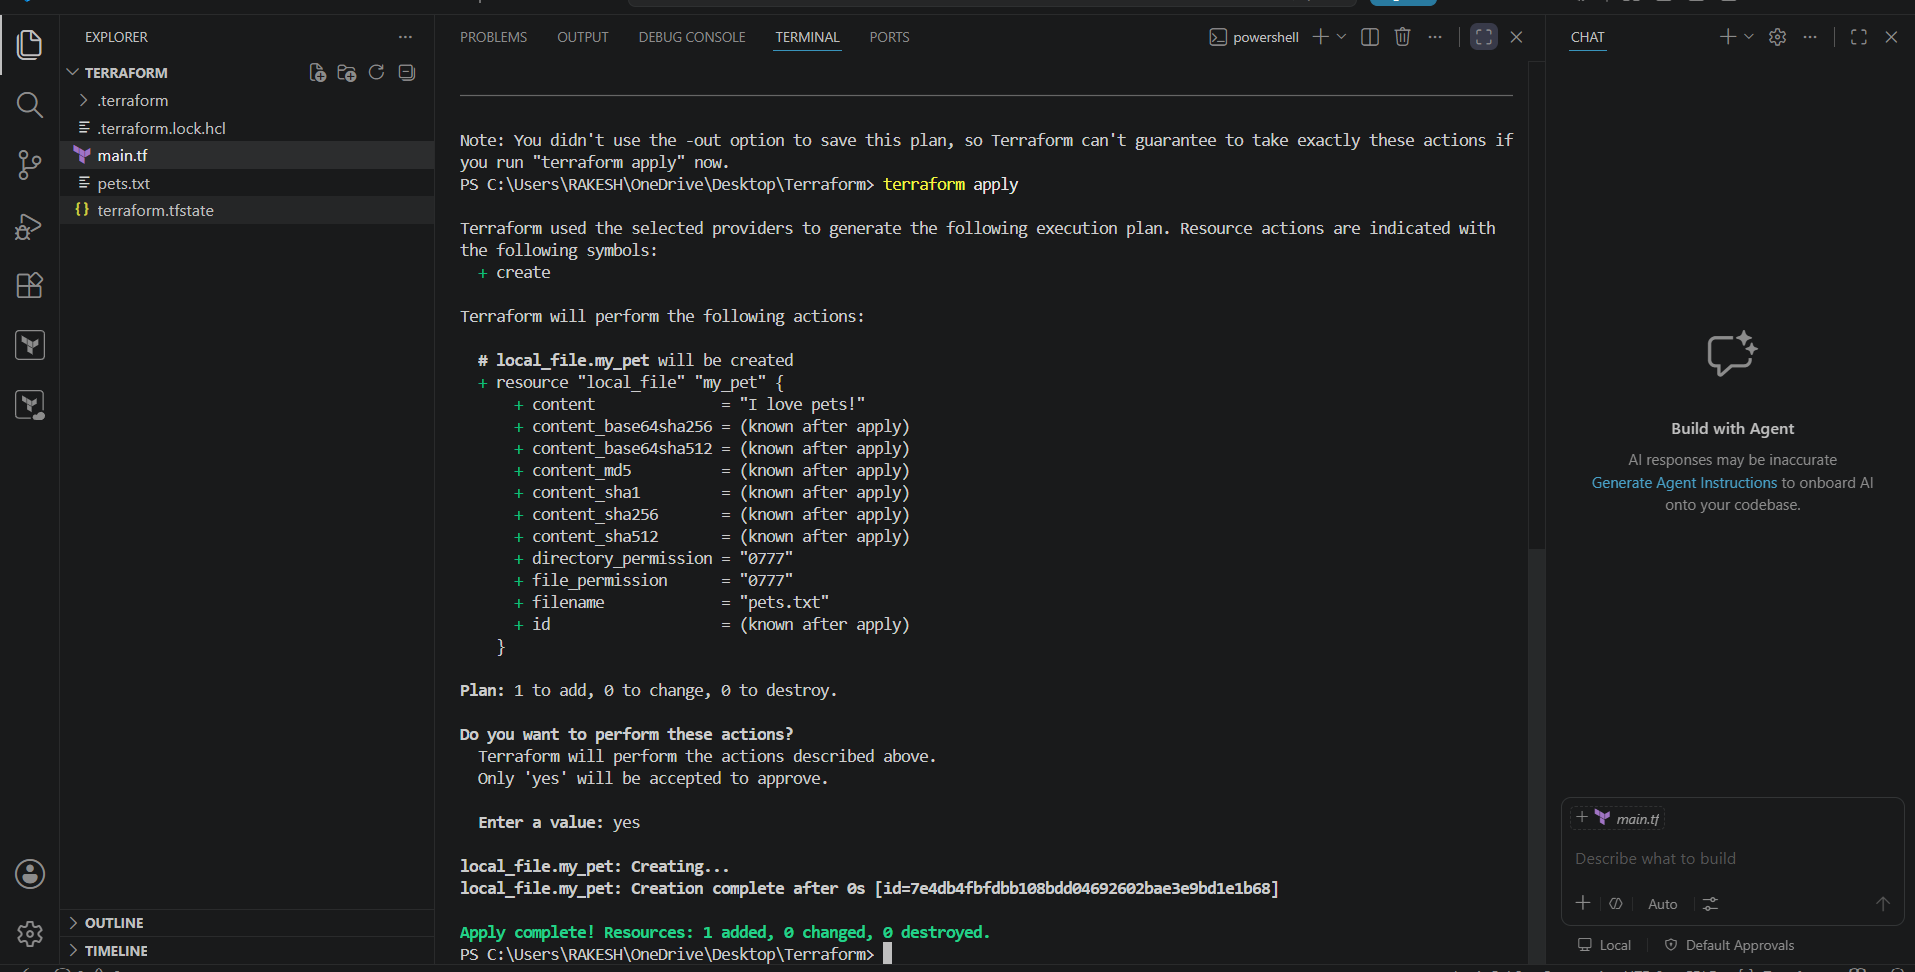 EXPLORER
TERRAFORM
.terraform
.terraform.lock.hcl
main.tf
pets.txt
terraform.tfstate
OUTLINE
TIMELINE
PROBLEMS OUTPUT DEBUG CONSOLE TERMINAL PORTS
powershell
Note: You didn't use the -out option to save this plan, so Terraform can't guarantee to take exactly these actions if
you run "terraform apply" now.
PS C:\Users\RAKESH\OneDrive\Desktop\Terraform> terraform apply
Terraform used the selected providers to generate the following execution plan. Resource actions are indicated with
the following symbols:
+ create
Terraform will perform the following actions:
# local_file.my_pet will be created
+ resource "local_file" "my_pet" {
+ content = "I love pets!"
+ content_base64sha256 = (known after apply)
+ content_base64sha512 = (known after apply)
+ content_md5 = (known after apply)
+ content_sha1 = (known after apply)
+ content_sha256 = (known after apply)
+ content_sha512 = (known after apply)
+ directory_permission = "0777"
+ file_permission = "0777"
+ filename = "pets.txt"
+ id = (known after apply)
}
Plan: 1 to add, 0 to change, 0 to destroy.
Do you want to perform these actions?
Terraform will perform the actions described above.
Only 'yes' will be accepted to approve.
Enter a value: yes
local_file.my_pet: Creating...
local_file.my_pet: Creation complete after 0s [id=7e4db4fbfdbb108bdd04692602bae3e9bd1e1b68]
Apply complete! Resources: 1 added, 0 changed, 0 destroyed.
PS C:\Users\RAKESH\OneDrive\Desktop\Terraform>
CHAT
Build with Agent
AI responses may be inaccurate
Generate Agent Instructions to onboard AI
onto your codebase.
main.tf
Describe what to build
Auto
Local Default Approvals